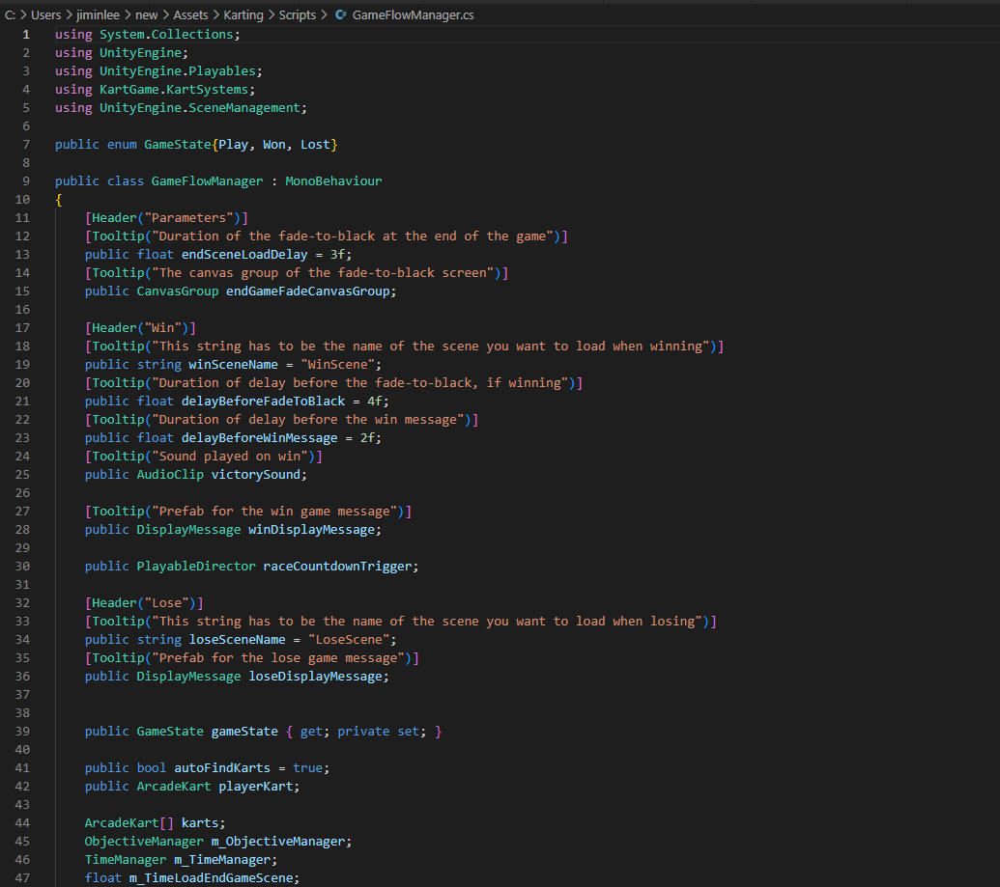 C: > Users > jiminlee > new > Assets > Karting > Scripts > C# GameFlowManager.cs
1 using System.Collections;
2 using UnityEngine;
3 using UnityEngine.Playables;
4 using KartGame.KartSystems;
5 using UnityEngine.SceneManagement;
6
7 public enum GameState{Play, Won, Lost}
8
9 public class GameFlowManager : MonoBehaviour
10 {
11 [Header("Parameters")]
12 [Tooltip("Duration of the fade-to-black at the end of the game")]
13 public float endSceneLoadDelay = 3f;
14 [Tooltip("The canvas group of the fade-to-black screen")]
15 public CanvasGroup endGameFadeCanvasGroup;
16
17 [Header("Win")]
18 [Tooltip("This string has to be the name of the scene you want to load when winning")]
19 public string winSceneName = "WinScene";
20 [Tooltip("Duration of delay before the fade-to-black, if winning")]
21 public float delayBeforeFadeToBlack = 4f;
22 [Tooltip("Duration of delay before the win message")]
23 public float delayBeforeWinMessage = 2f;
24 [Tooltip("Sound played on win")]
25 public AudioClip victorySound;
26
27 [Tooltip("Prefab for the win game message")]
28 public DisplayMessage winDisplayMessage;
29
30 public PlayableDirector raceCountdownTrigger;
31
32 [Header("Lose")]
33 [Tooltip("This string has to be the name of the scene you want to load when losing")]
34 public string loseSceneName = "LoseScene";
35 [Tooltip("Prefab for the lose game message")]
36 public DisplayMessage loseDisplayMessage;
37
38
39 public GameState gameState { get; private set; }
40
41 public bool autoFindKarts = true;
42 public ArcadeKart playerKart;
43
44 ArcadeKart[] karts;
45 ObjectiveManager m_ObjectiveManager;
46 TimeManager m_TimeManager;
47 float m_TimeLoadEndGameScene;